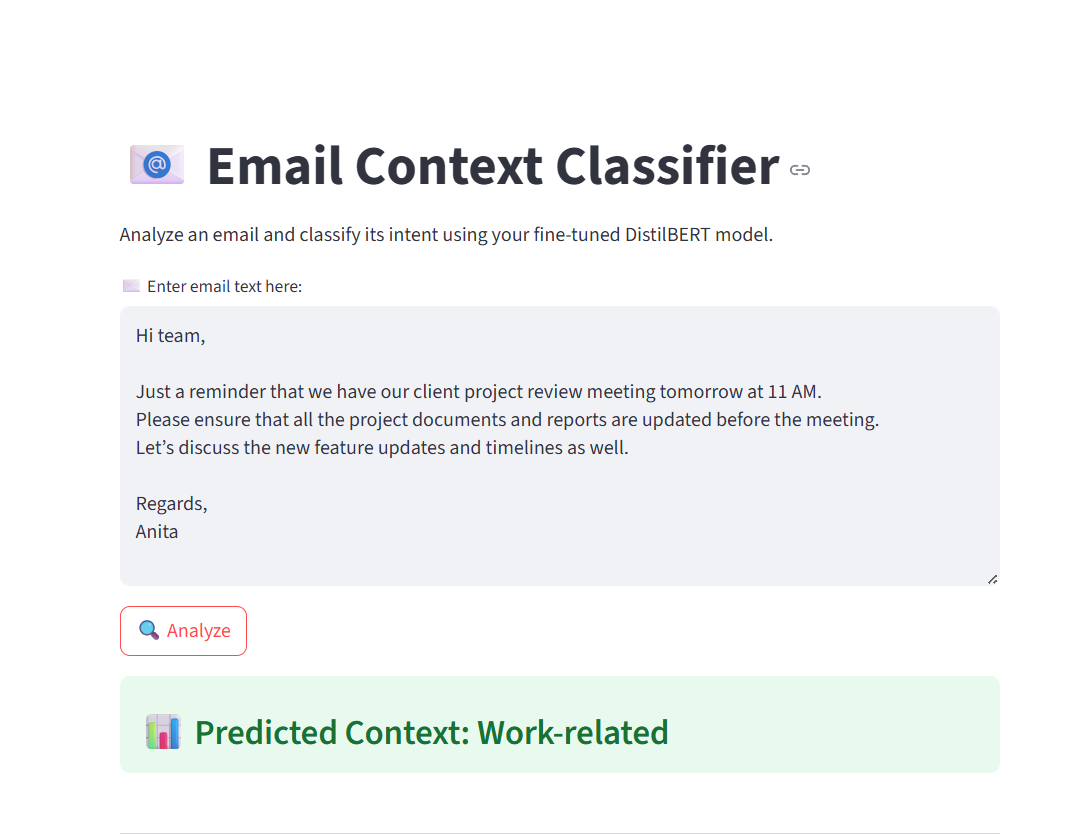 Email Context Classifier
Analyze an email and classify its intent using your fine-tuned DistilBERT model.
Enter email text here:
Hi team,
Just a reminder that we have our client project review meeting tomorrow at 11 AM.
Please ensure that all the project documents and reports are updated before the meeting.
Let’s discuss the new feature updates and timelines as well.
Regards,
Anita
Analyze
Predicted Context: Work-related